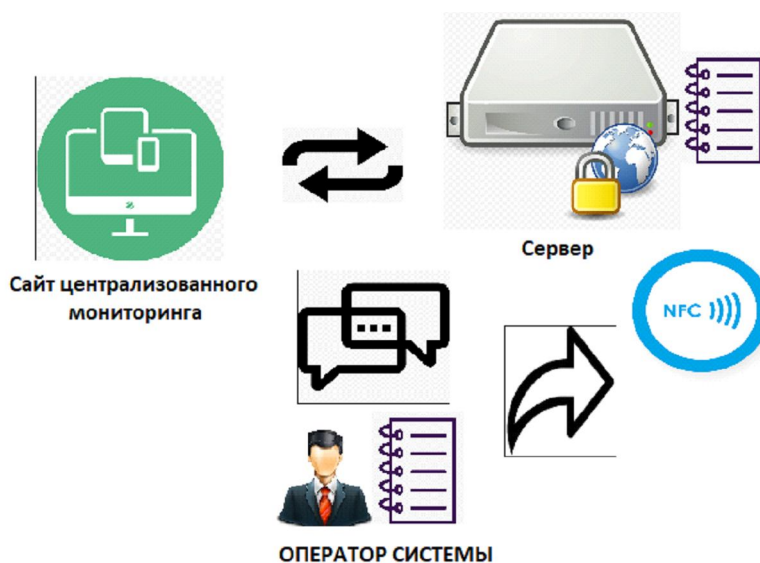 Сервер
Сайт централизованного
мониторинга
NFC
ОПЕРАТОР СИСТЕМЫ